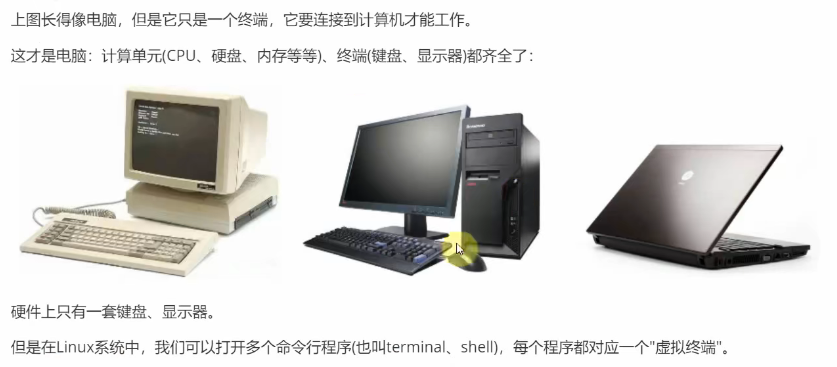 上图长得像电脑，但是它只是一个终端，它要连接到计算机才能工作。
这才是电脑：计算单元(CPU、硬盘、内存等等)、终端(键盘、显示器)都齐全了：
硬件上只有一套键盘、显示器。
但是在Linux系统中，我们可以打开多个命令行程序(也叫terminal、shell)，每个程序都对应一个"虚拟终端"。